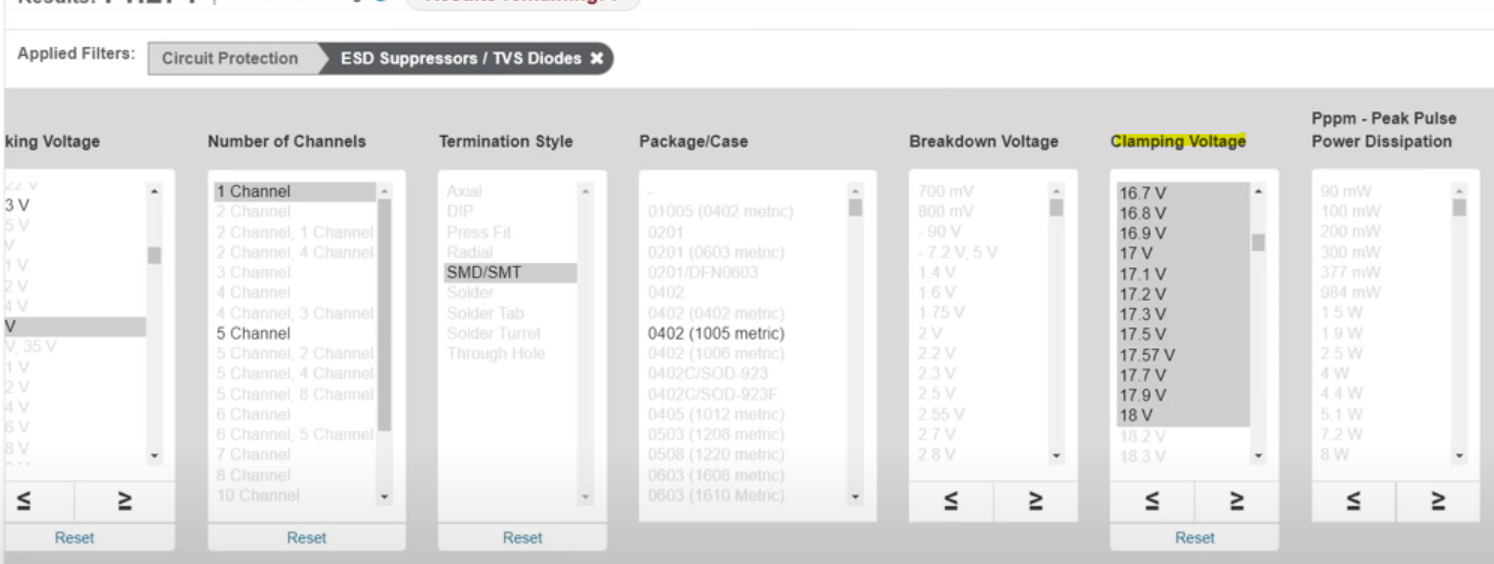 Applied Filters:
Circuit Protection
ESD Suppressors / TVS Diodes ✖
king Voltage
3 V
5 V
V
1 V
2 V
4 V
V
V, 35 V
1 V
2 V
4 V
6 V
8 V
≤ ≥
Reset
Number of Channels
1 Channel
2 Channel
2 Channel, 1 Channel
2 Channel, 4 Channel
3 Channel
4 Channel
4 Channel, 3 Channel
5 Channel
5 Channel, 2 Channel
5 Channel, 4 Channel
5 Channel, 8 Channel
6 Channel
6 Channel, 5 Channel
7 Channel
8 Channel
10 Channel
Reset
Termination Style
Axial
DIP
Press Fit
Radial
SMD/SMT
Solder
Solder Tab
Solder Turret
Through Hole
Reset
Package/Case
-
01005 (0402 metric)
0201
0201 (0603 metric)
0201/DFN0603
0402
0402 (0402 metric)
0402 (1005 metric)
0402 (1006 metric)
0402C/SOD-923
0402C/SOD-923F
0405 (1012 metric)
0503 (1208 metric)
0508 (1220 metric)
0603 (1608 metric)
0603 (1610 Metric)
Breakdown Voltage
700 mV
800 mV
- 90 V
- 7.2 V, 5 V
1.4 V
1.6 V
1.75 V
2 V
2.2 V
2.3 V
2.5 V
2.55 V
2.7 V
2.8 V
≤ ≥
Clamping Voltage
16.7 V
16.8 V
16.9 V
17 V
17.1 V
17.2 V
17.3 V
17.5 V
17.57 V
17.7 V
17.9 V
18 V
18.2 V
18.3 V
≤ ≥
Reset
Pppm - Peak Pulse
Power Dissipation
90 mW
100 mW
200 mW
300 mW
377 mW
984 mW
1.5 W
1.9 W
2.5 W
4 W
4.4 W
5.1 W
7.2 W
8 W
≤ ≥